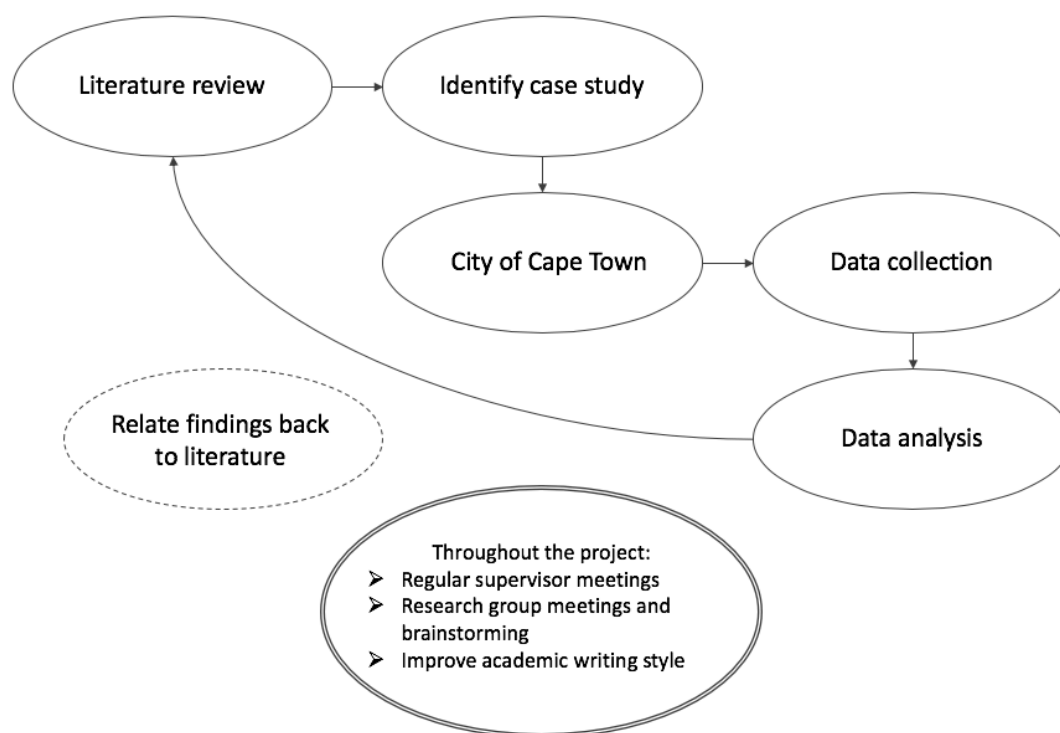 Literature review
Identify case study
City of Cape Town
Data collection
Data analysis
Relate findings back
to literature
Throughout the project:
➢ Regular supervisor meetings
➢ Research group meetings and
brainstorming
➢ Improve academic writing style